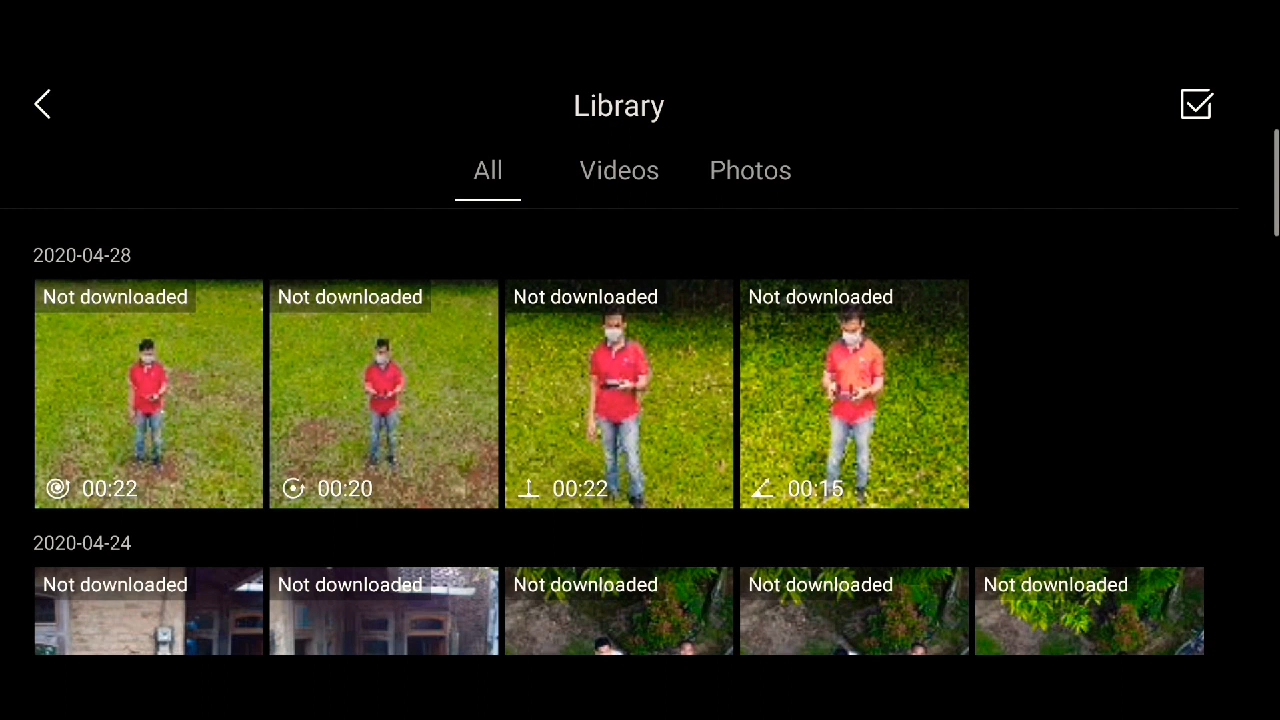 Library
All Videos Photos
2020-04-28
Not downloaded Not downloaded Not downloaded Not downloaded
00:22 00:20 00:22 00:15
2020-04-24
Not downloaded Not downloaded Not downloaded Not downloaded Not downloaded